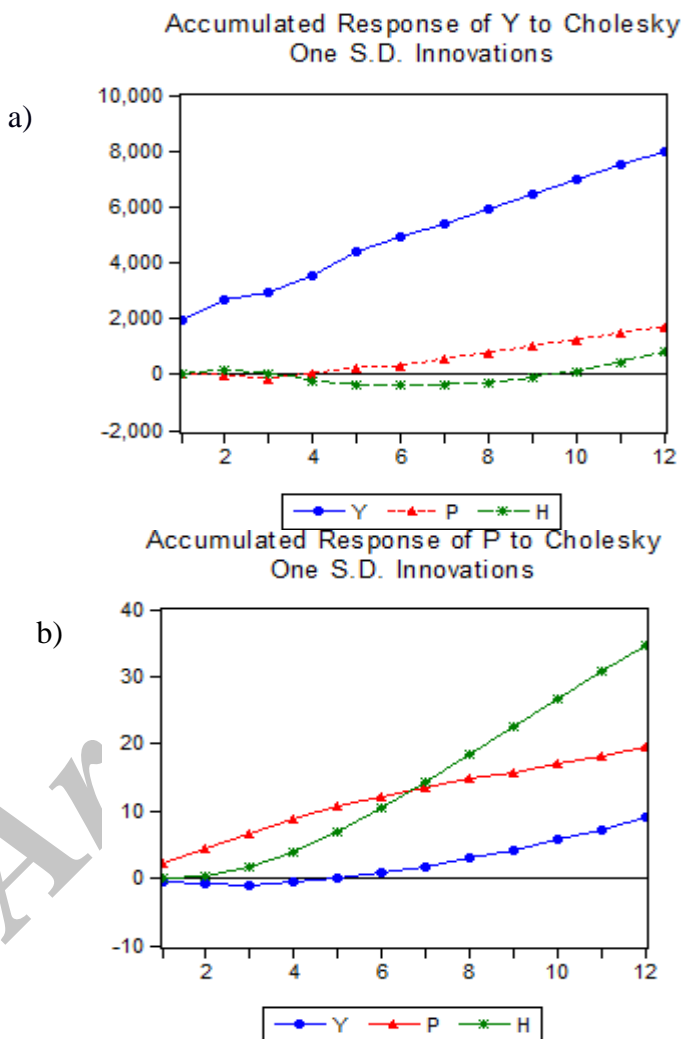 Accumulated Response of Y to Cholesky
One S.D. Innovations
a)
10,000
8,000
6,000
4,000
2,000
0
-2,000
2 4 6 8 10 12
Y P H
Accumulated Response of P to Cholesky
One S.D. Innovations
b)
40
30
20
10
0
-10
2 4 6 8 10 12
Y P H